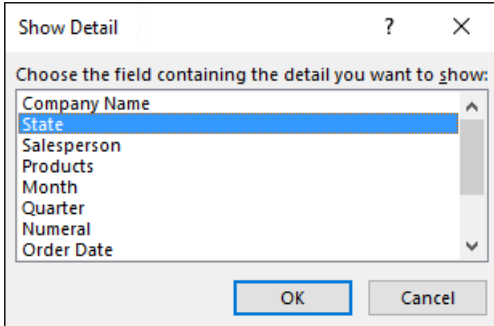 Show Detail
?
Choose the field containing the detail you want to show:
Company Name
State
Salesperson
Products
Month
Quarter
Numeral
Order Date
OK
Cancel